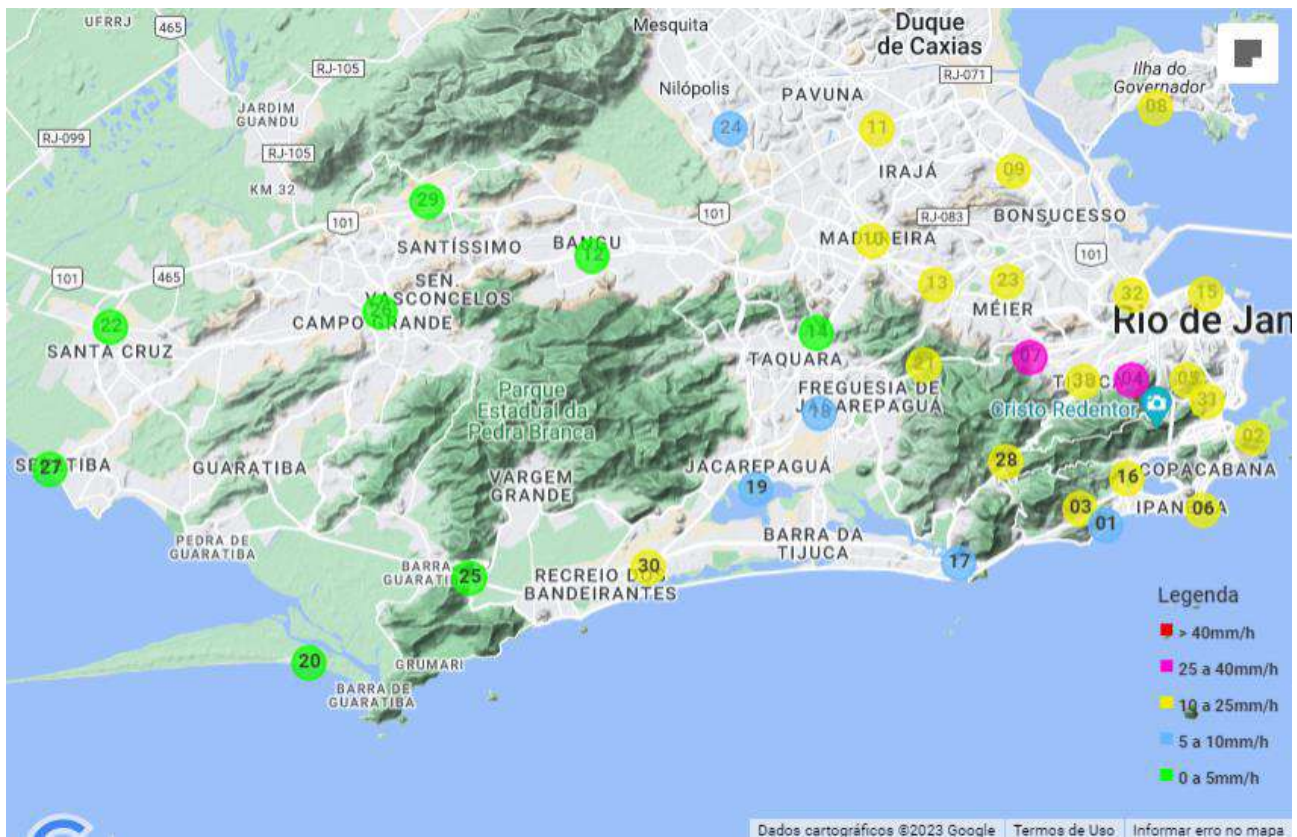 UFRRJ
465
Mesquita
Duque
de Caxias
RJ-105
RJ-071
Ilha do
Governador
Nilópolis
PAVUNA
08
JARDIM
GUANDU
24
11
RJ-099
RJ-105
IRAJÁ
09
KM 32
29
101
RJ-083
BONSUCESSO
101
SANTÍSSIMO
BANGU
12
MADUREIRA
10
101
SEN.
VASCONCELOS
101
465
13
23
MÉIER
32
15
26
CAMPO GRANDE
22
SANTA CRUZ
14
TAQUARA
Rio de Jan
07
21
FREGUESIA DE
JACAREPAGUÁ
18
TIJUCA
04
05
Parque
Estadual da
Pedra Branca
Cristo Redentor
02
27
GUARATIBA
JACAREPAGUÁ
28
COPACABANA
VARGEM
GRANDE
19
16
03
IPANEMA
06
01
PEDRA DE
GUARATIBA
BARRA DA
TIJUCA
17
BARRA
25
30
RECREIO DOS
BANDEIRANTES
20
GRUMARI
BARRA DE
GUARATIBA
Legenda
> 40mm/h
25 a 40mm/h
10 a 25mm/h
5 a 10mm/h
0 a 5mm/h
Dados cartográficos ©2023 Google
Termos de Uso
Informar erro no mapa